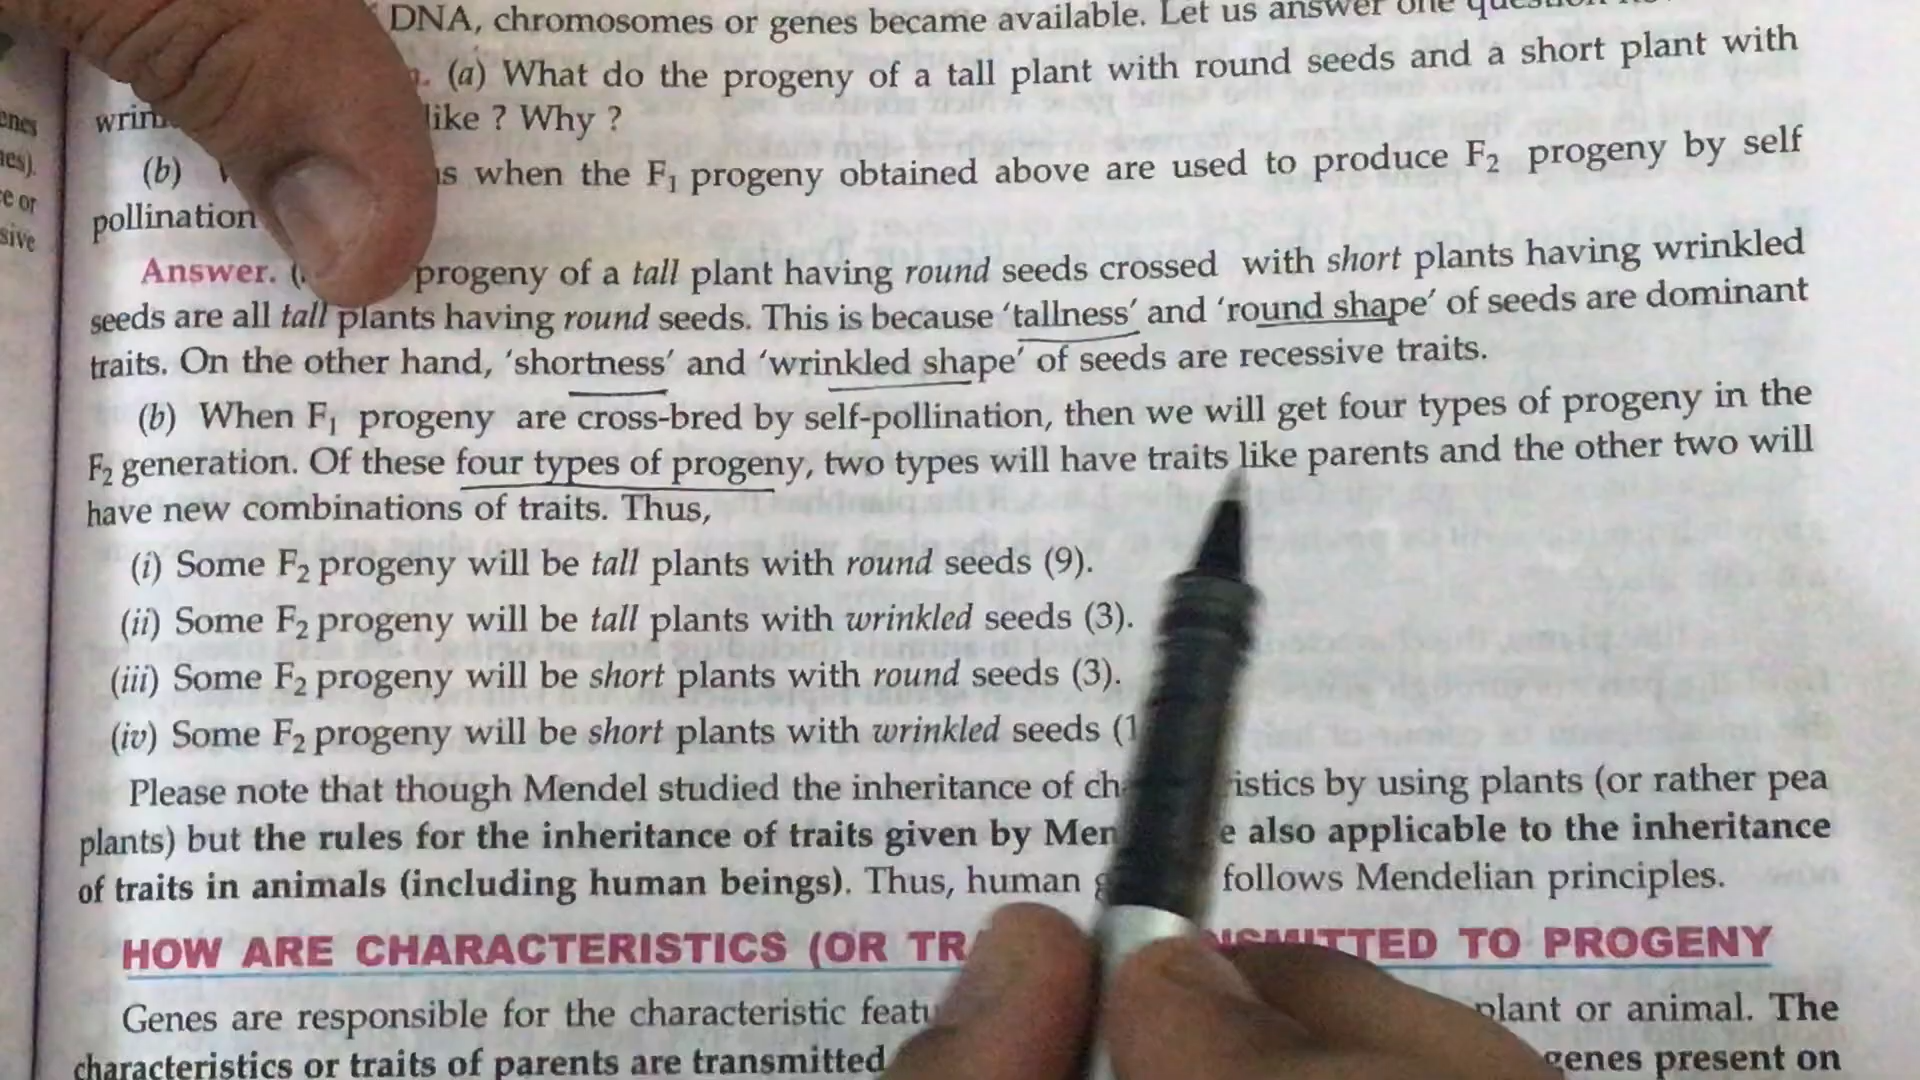 DNA, chromosomes or genes became available. Let us answer one
(a) What do the progeny of a tall plant with round seeds and a short plant with
like ? Why ?
(b) when the F₁ progeny obtained above are used to produce F₂ progeny by self
pollination
Answer. progeny of a tall plant having round seeds crossed with short plants having wrinkled
seeds are all tall plants having round seeds. This is because ‘tallness’ and ‘round shape’ of seeds are dominant
traits. On the other hand, ‘shortness’ and ‘wrinkled shape’ of seeds are recessive traits.
(b) When F₁ progeny are cross-bred by self-pollination, then we will get four types of progeny in the
F₂ generation. Of these four types of progeny, two types will have traits like parents and the other two will
have new combinations of traits. Thus,
(i) Some F₂ progeny will be tall plants with round seeds (9).
(ii) Some F₂ progeny will be tall plants with wrinkled seeds (3).
(iii) Some F₂ progeny will be short plants with round seeds (3).
(iv) Some F₂ progeny will be short plants with wrinkled seeds (1
Please note that though Mendel studied the inheritance of by using plants (or rather pea
plants) but the rules for the inheritance of traits given by also applicable to the inheritance
of traits in animals (including human beings). Thus, human follows Mendelian principles.
HOW ARE CHARACTERISTICS (OR TO PROGENY
Genes are responsible for the characteristic plant or animal. The
characteristics or traits of parents are transmitted genes present on